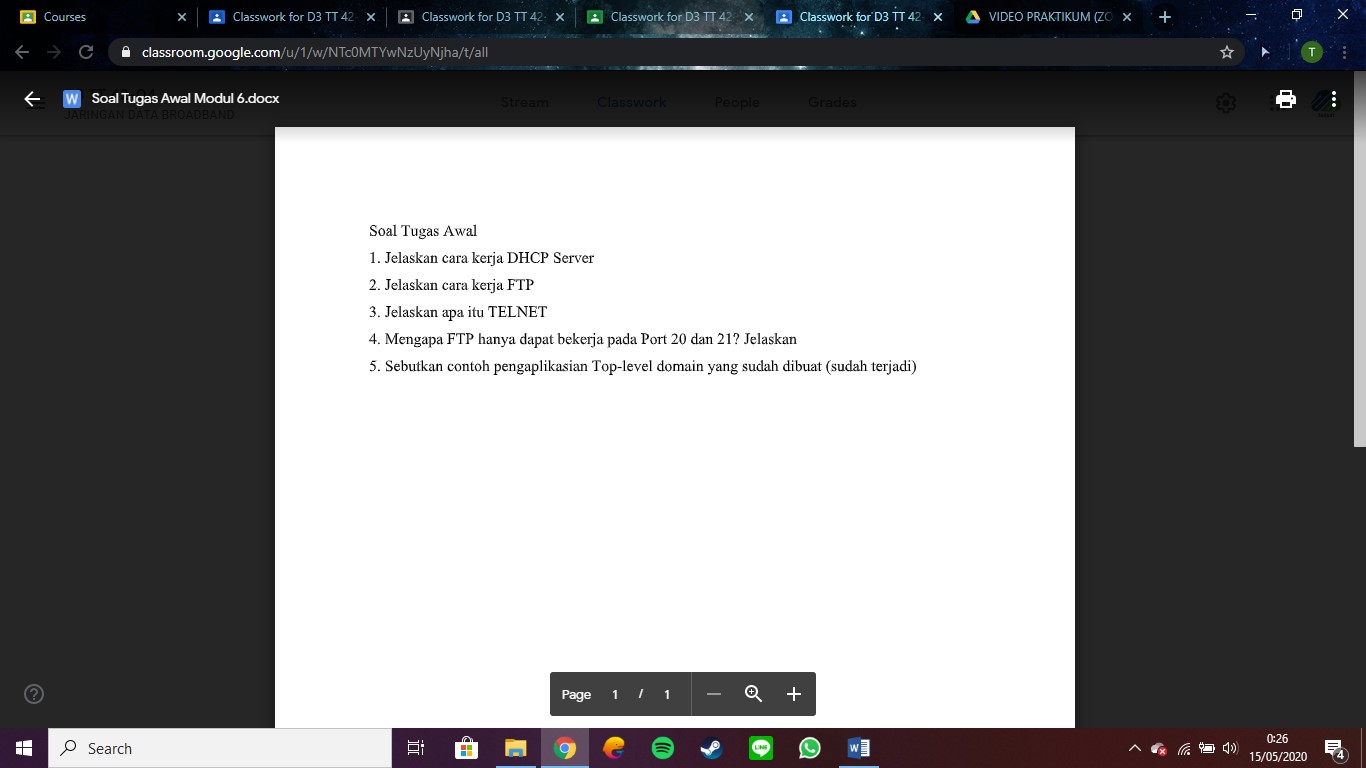 Courses
Classwork for D3 TT 42-
Classwork for D3 TT 42-
Classwork for D3 TT 42-
Classwork for D3 TT 42-
VIDEO PRAKTIKUM (ZO
classroom.google.com/u/1/w/NTc0MTYwNzUyNjha/t/all
T
W
Soal Tugas Awal Modul 6.docx
JARINGAN DATA BROADBAND
Stream
Classwork
People
Grades
Soal Tugas Awal
1. Jelaskan cara kerja DHCP Server
2. Jelaskan cara kerja FTP
3. Jelaskan apa itu TELNET
4. Mengapa FTP hanya dapat bekerja pada Port 20 dan 21? Jelaskan
5. Sebutkan contoh pengaplikasian Top-level domain yang sudah dibuat (sudah terjadi)
Page 1 / 1
Search
LINE
W
0:26
15/05/2020
4